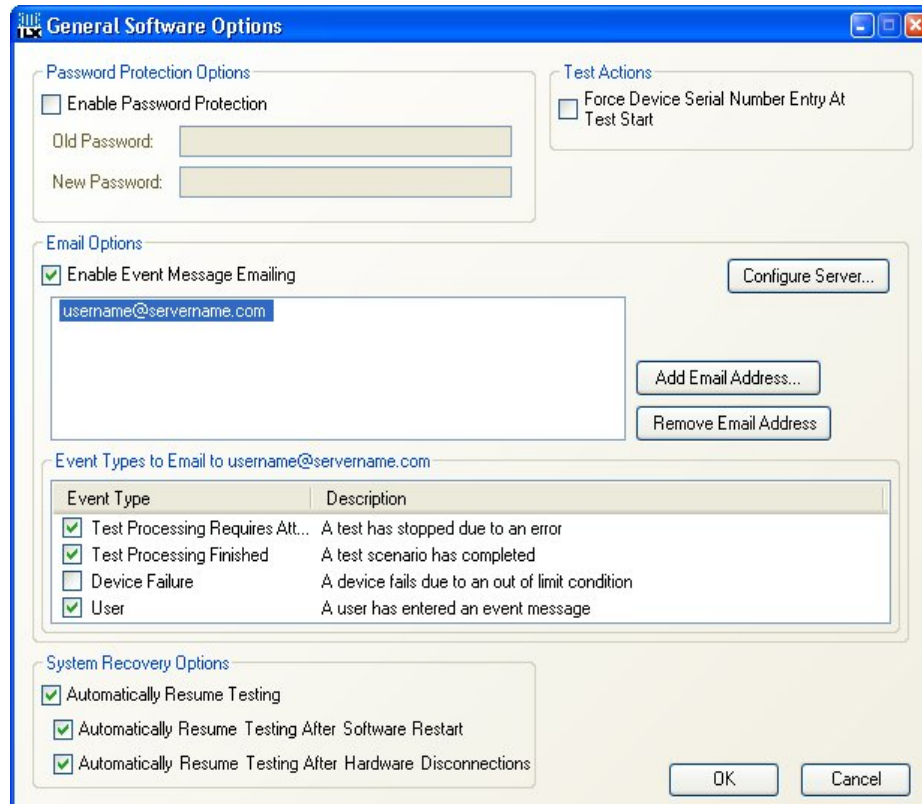 General Software Options
Password Protection Options
Enable Password Protection
Old Password:
New Password:
Test Actions
Force Device Serial Number Entry At
Test Start
Email Options
Enable Event Message Emailing
Configure Server...
username@servername.com
Add Email Address...
Remove Email Address
Event Types to Email to username@servername.com
Event Type Description
Test Processing Requires Att... A test has stopped due to an error
Test Processing Finished A test scenario has completed
Device Failure A device fails due to an out of limit condition
User A user has entered an event message
System Recovery Options
Automatically Resume Testing
Automatically Resume Testing After Software Restart
Automatically Resume Testing After Hardware Disconnections
OK Cancel